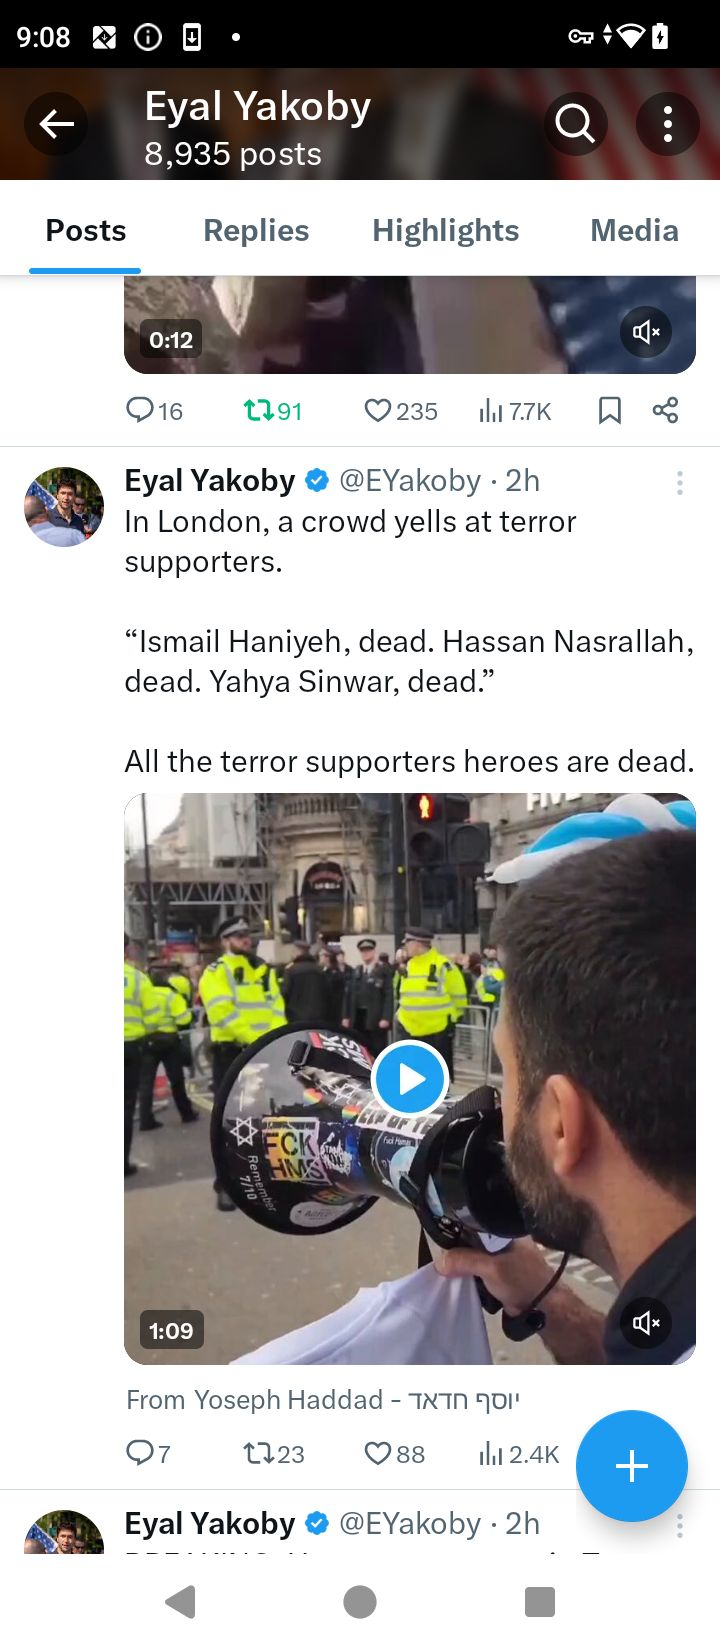 9:08
Eyal Yakoby
8,935 posts
Posts Replies Highlights Media
0:12
16 91 235 7.7K
Eyal Yakoby @EYakoby · 2h
In London, a crowd yells at terror
supporters.
“Ismail Haniyeh, dead. Hassan Nasrallah,
dead. Yahya Sinwar, dead.”
All the terror supporters heroes are dead.
FIVE
FCK
HMS
Remember
7/10
1:09
From Yoseph Haddad - יוסף חדאד
7 23 88 2.4K
Eyal Yakoby @EYakoby · 2h